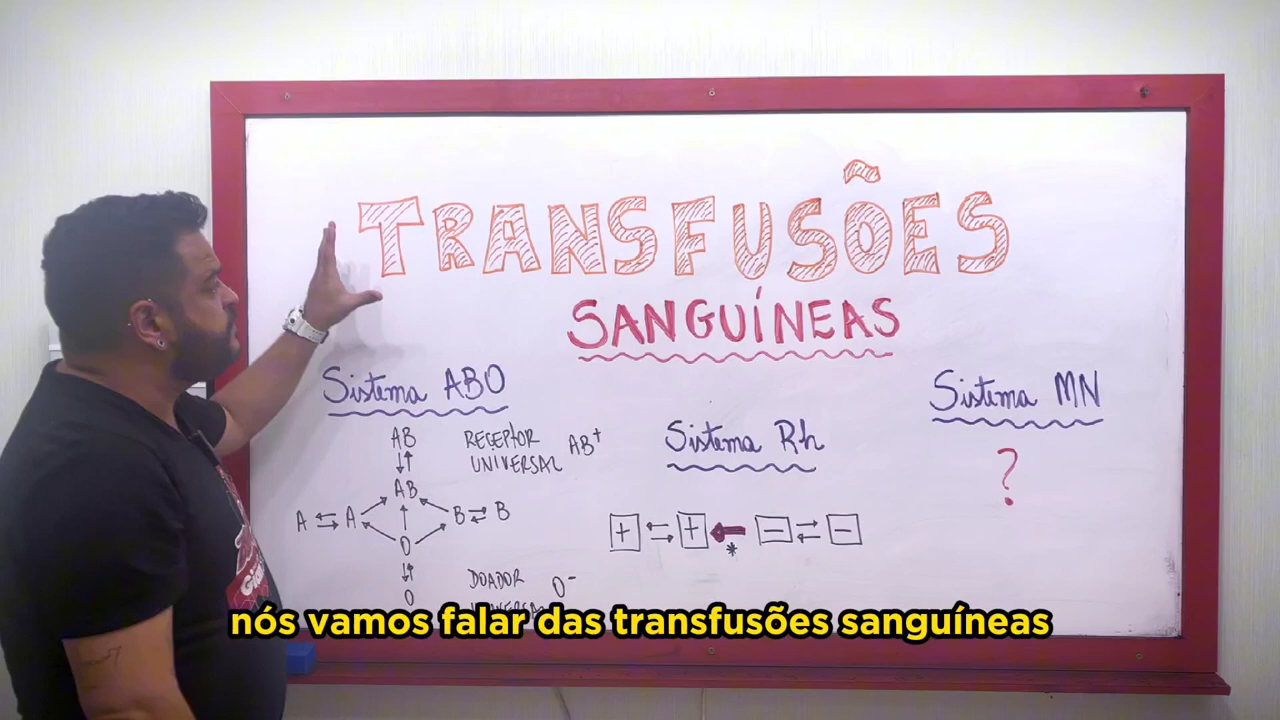 TRANSFUSÕES
SANGUÍNEAS
Sistema ABO
Sistema Rh
Sistema MN
?
AB
AB
A ⇄ A
B ⇄ B
O
O
RECEPTOR
UNIVERSAL AB+
DOADOR
O-
+ ⇄ + ← - ⇄ -
*
nós vamos falar das transfusões sanguíneas